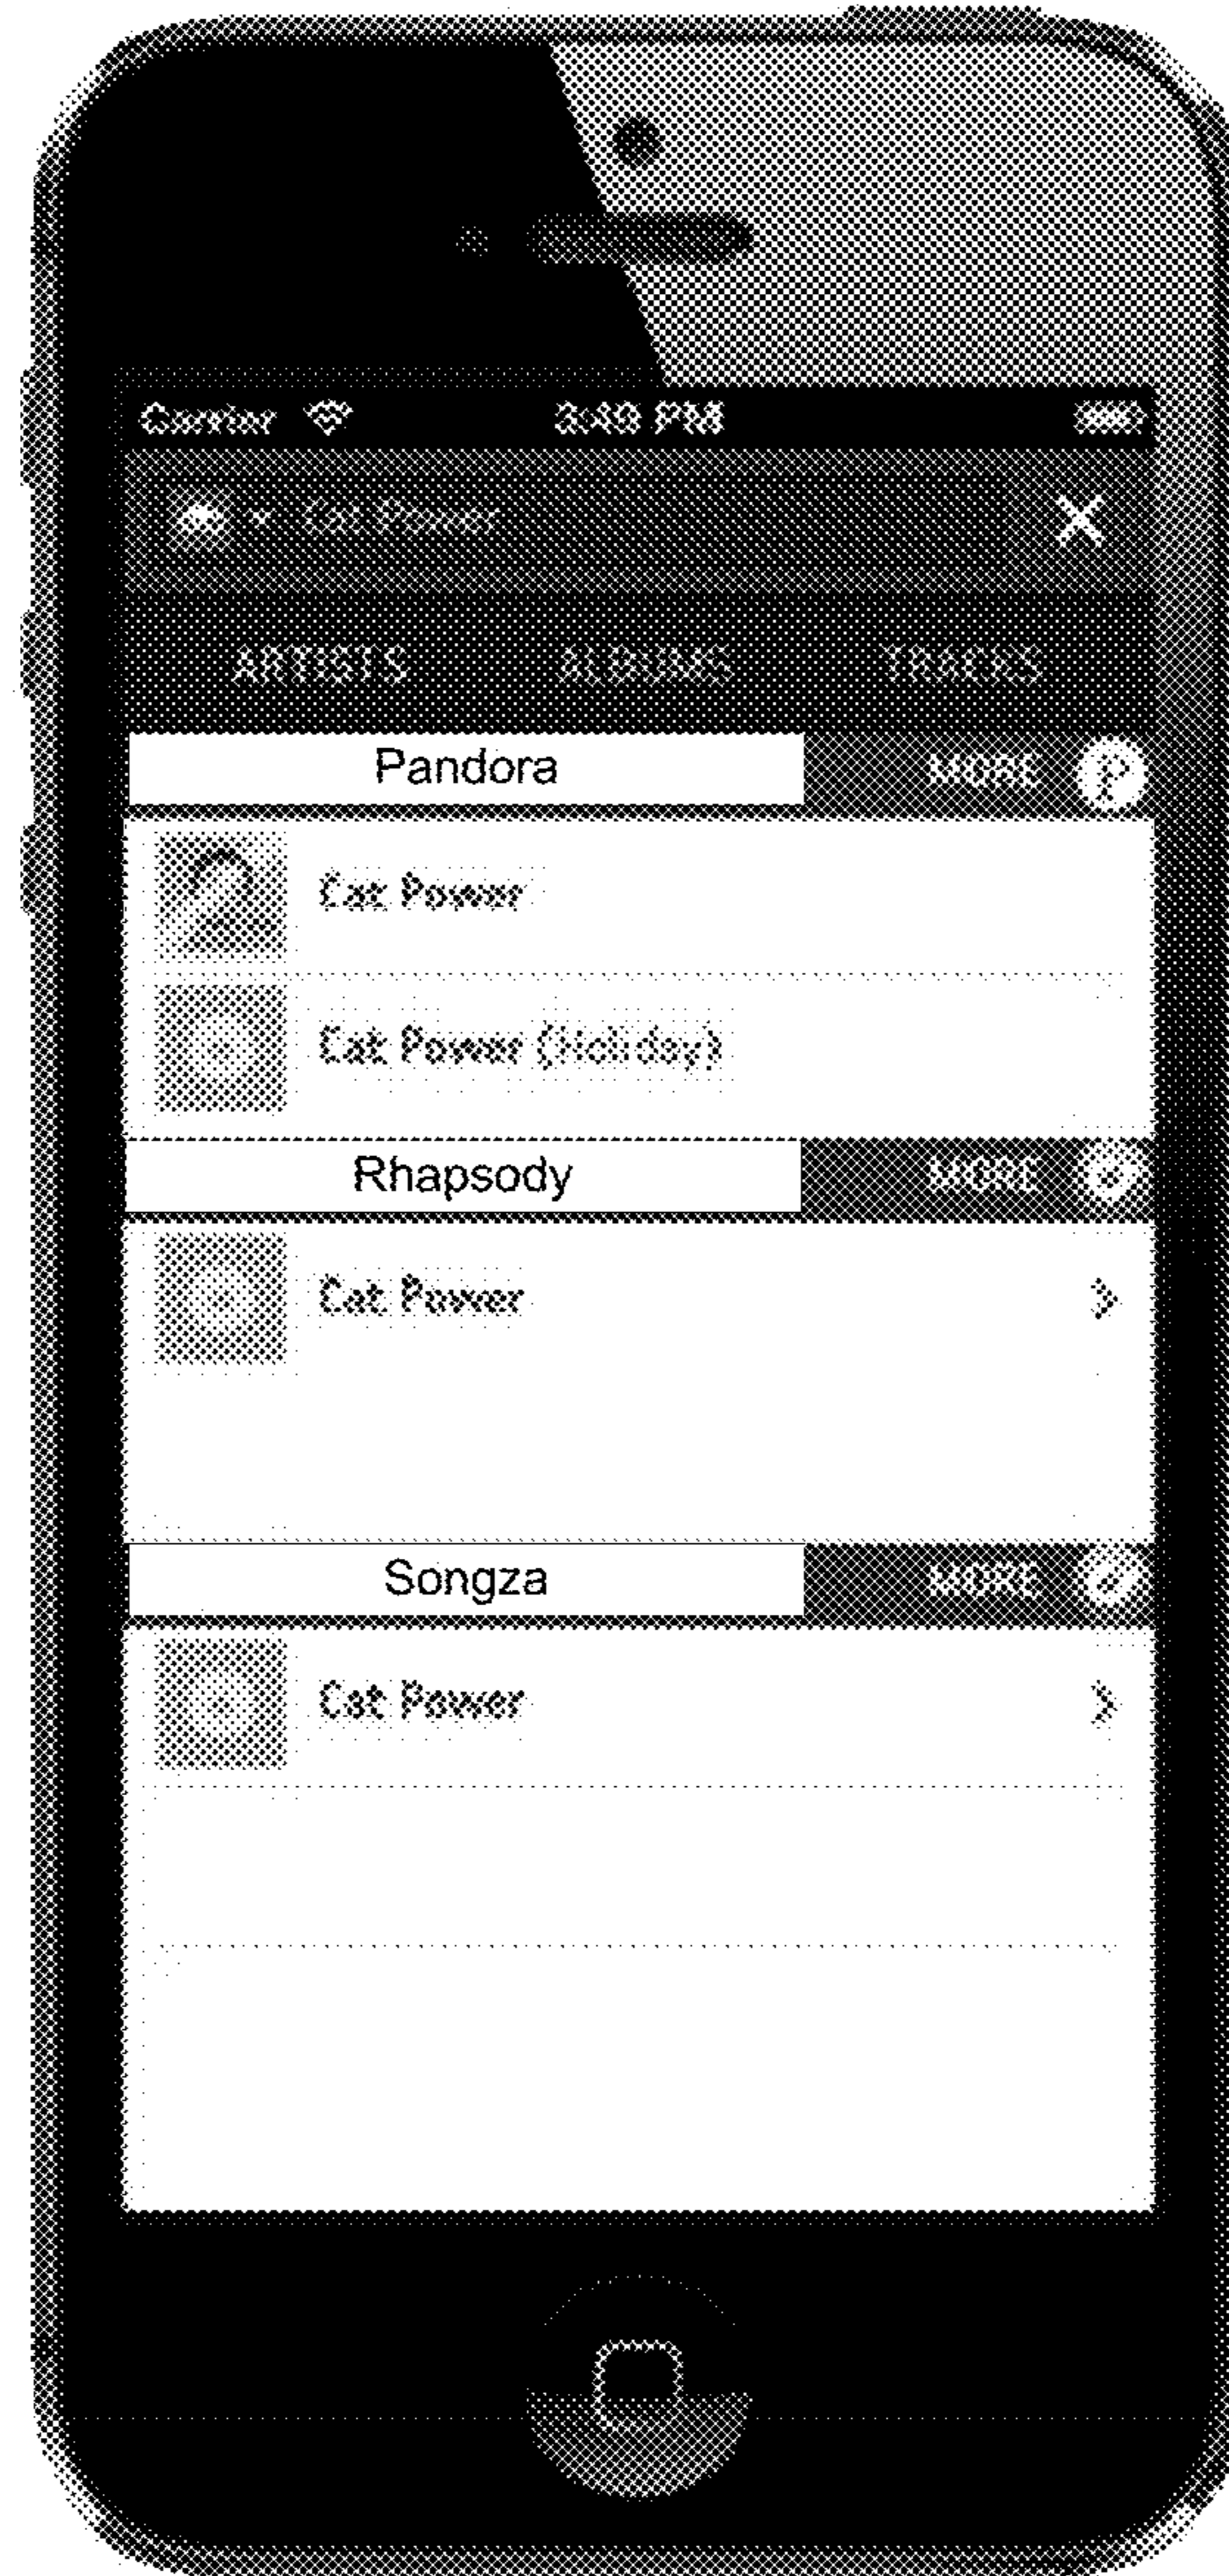 Carrier 3:49 PM
Cat Power
ARTISTS ALBUMS TRACKS
Pandora MORE P
Cat Power
Cat Power (Holiday)
Rhapsody MORE
Cat Power
Songza MORE
Cat Power